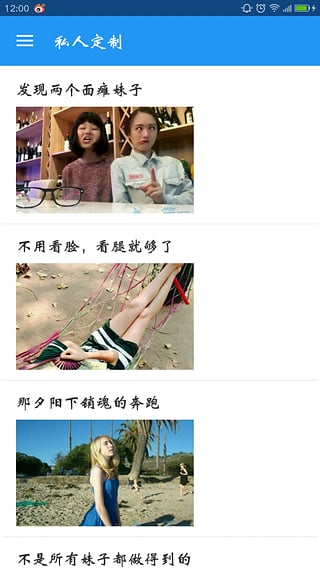 12:00
私人定制
发现两个面瘫妹子
不用看脸，看腿就够了
那夕阳下销魂的奔跑
不是所有妹子都做得到的